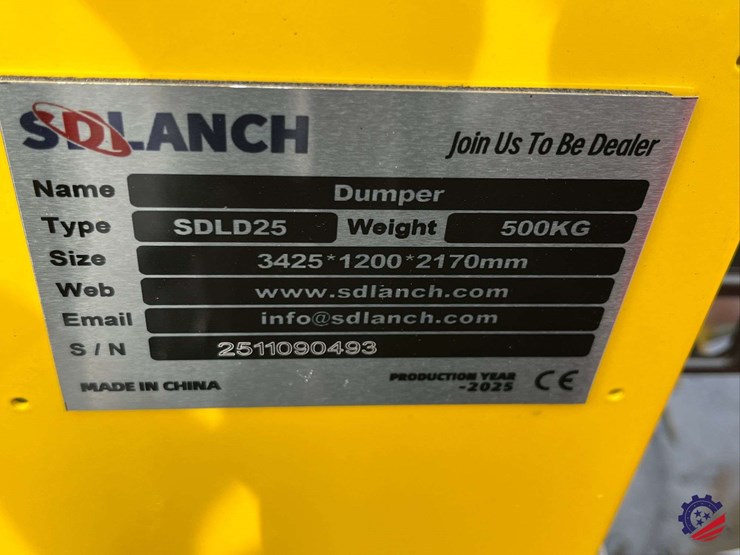 SDLANCH
Join Us To Be Dealer
Name Dumper
Type SDLD25 Weight 500KG
Size 3425*1200*2170mm
Web www.sdlanch.com
Email info@sdlanch.com
S/N 2511090493
MADE IN CHINA
PRODUCTION YEAR
-2025
CE